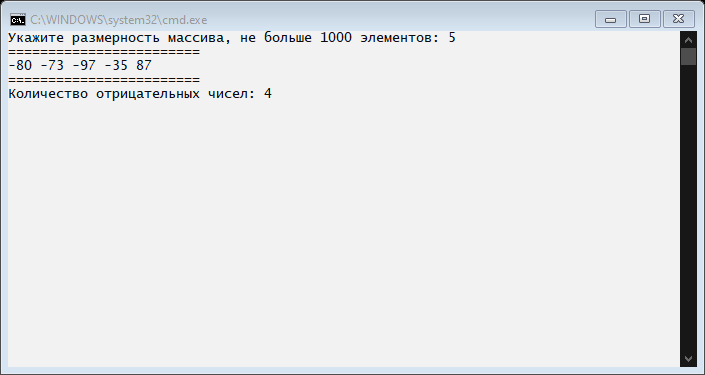 C:\WINDOWS\system32\cmd.exe
Укажите размерность массива, не больше 1000 элементов: 5
========================
-80 -73 -97 -35 87
========================
Количество отрицательных чисел: 4